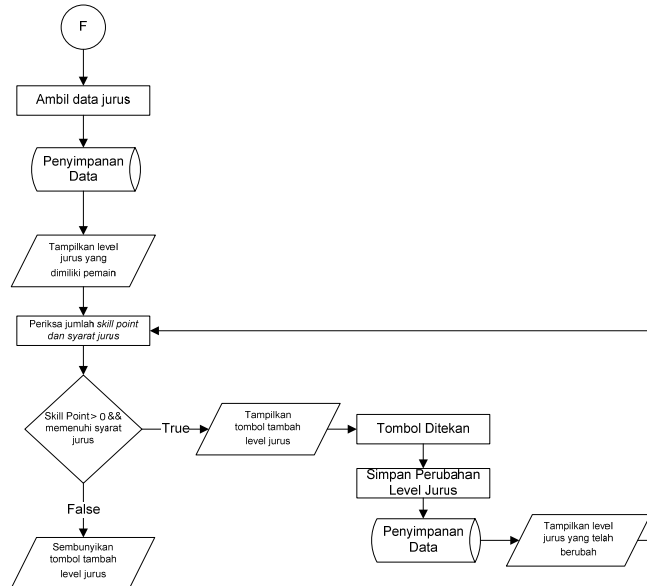 F
Ambil data jurus
Penyimpanan
Data
Tampilkan level
jurus yang
dimiliki pemain
Periksa jumlah skill point
dan syarat jurus
Skill Point > 0 &&
memenuhi syarat
jurus
True
Tampilkan
tombol tambah
level jurus
Tombol Ditekan
Simpan Perubahan
Level Jurus
Penyimpanan
Data
Tampilkan level
jurus yang telah
berubah
False
Sembunyikan
tombol tambah
level jurus